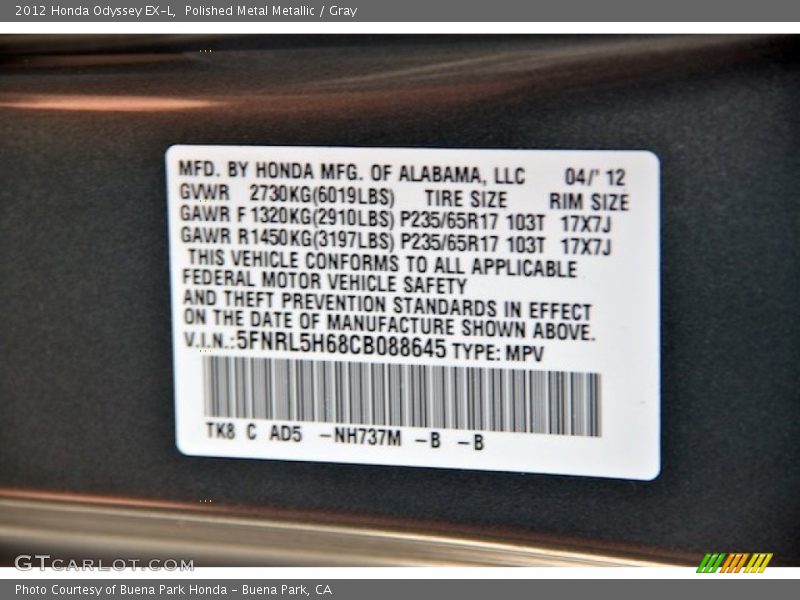 2012 Honda Odyssey EX-L, Polished Metal Metallic / Gray
MFD. BY HONDA MFG. OF ALABAMA, LLC 04/' 12
GVWR 2730KG(6019LBS) TIRE SIZE RIM SIZE
GAWR F 1320KG(2910LBS) P235/65R17 103T 17X7J
GAWR R1450KG(3197LBS) P235/65R17 103T 17X7J
THIS VEHICLE CONFORMS TO ALL APPLICABLE
FEDERAL MOTOR VEHICLE SAFETY
AND THEFT PREVENTION STANDARDS IN EFFECT
ON THE DATE OF MANUFACTURE SHOWN ABOVE.
V.I.N.:5FNRL5H68CB088645 TYPE: MPV
TK8 C AD5 -NH737M -B -B
GTCARLOT.COM
Photo Courtesy of Buena Park Honda - Buena Park, CA